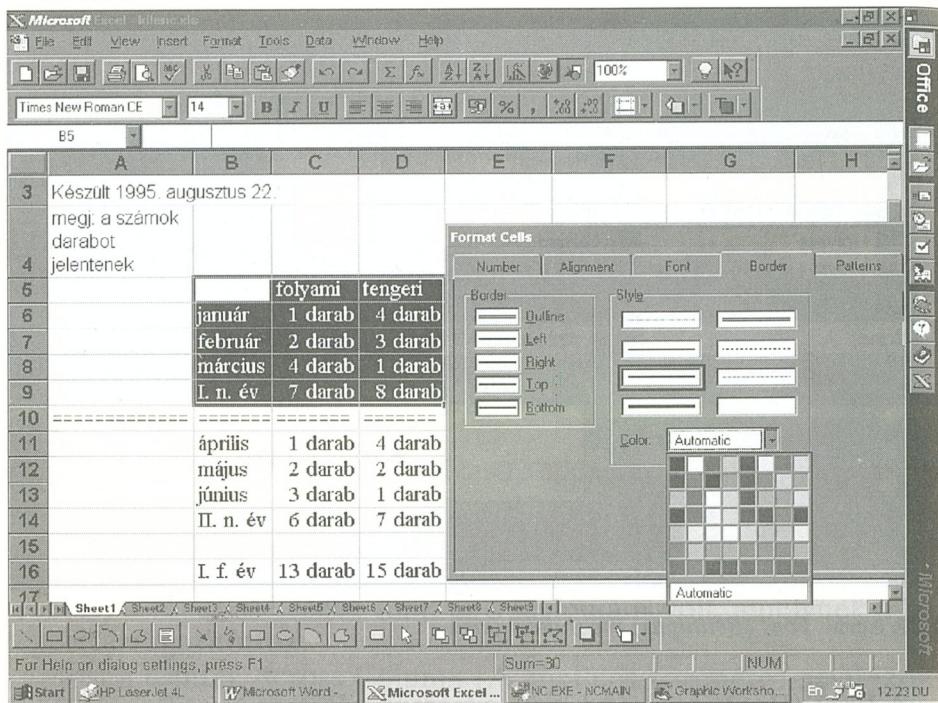 Microsoft Excel - kilenc.xls
File Edit View Insert Format Tools Data Window Help
100%
Times New Roman CE 14 B I U %
B5
A B C D E F G H
3 Készült 1995. augusztus 22.
megj: a számok
darabot
4 jelentenek
5 folyami tengeri
6 január 1 darab 4 darab
7 február 2 darab 3 darab
8 március 4 darab 1 darab
9 I. n. év 7 darab 8 darab
10 ============= ======= ======= =======
11 április 1 darab 4 darab
12 május 2 darab 2 darab
13 június 3 darab 1 darab
14 II. n. év 6 darab 7 darab
15
16 I. f. év 13 darab 15 darab
17
Format Cells
Number Alignment Font Border Patterns
Border
Outline
Left
Right
Top
Bottom
Style
Color:
Automatic
Automatic
Sheet1 Sheet2 Sheet3 Sheet4 Sheet5 Sheet6 Sheet7 Sheet8 Sheet9
For Help on dialog settings, press F1 Sum=30 NUM
Start HP LaserJet 4L Microsoft Word - ... Microsoft Excel ... NC.EXE - NCMAIN Graphic Worksho... En 12.23 DU
Office
Microsoft